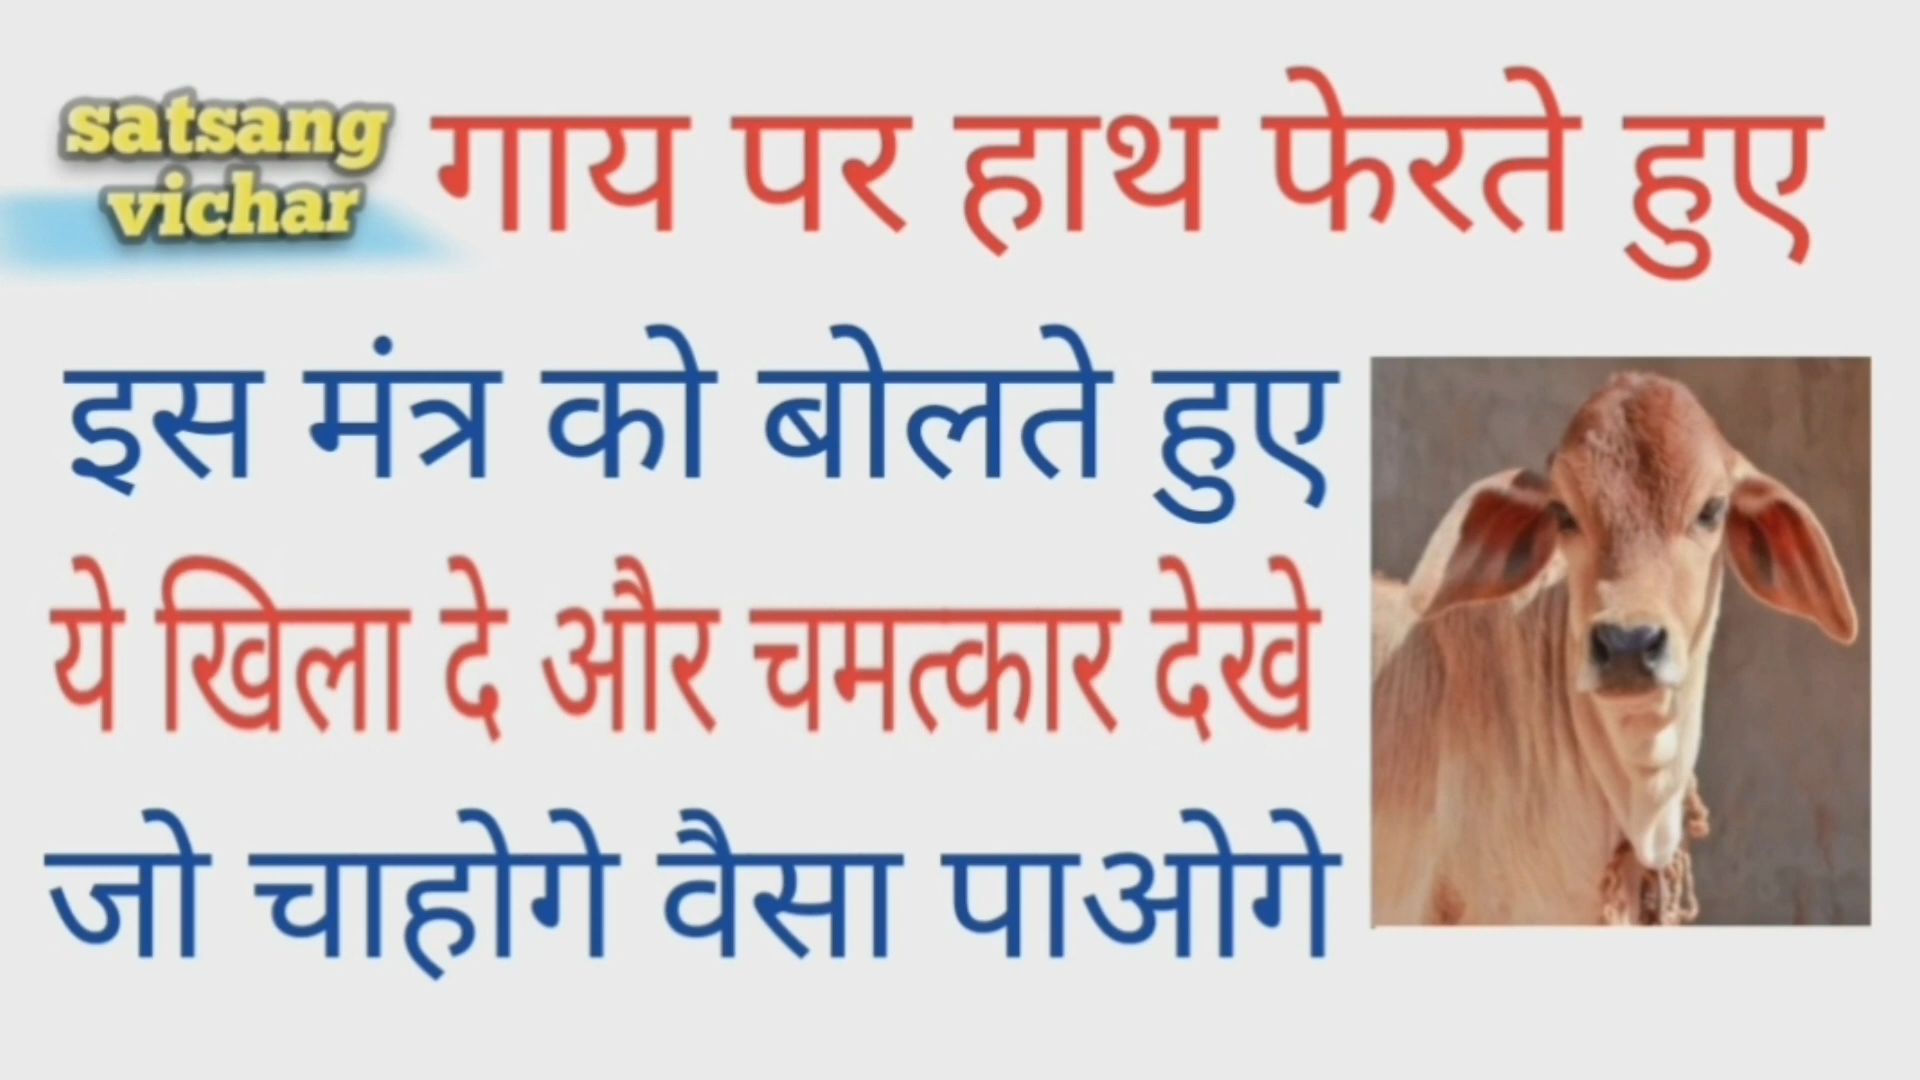 satsang
vichar
गाय पर हाथ फेरते हुए
इस मंत्र को बोलते हुए
ये खिला दे और चमत्कार देखे
जो चाहोगे वैसा पाओगे